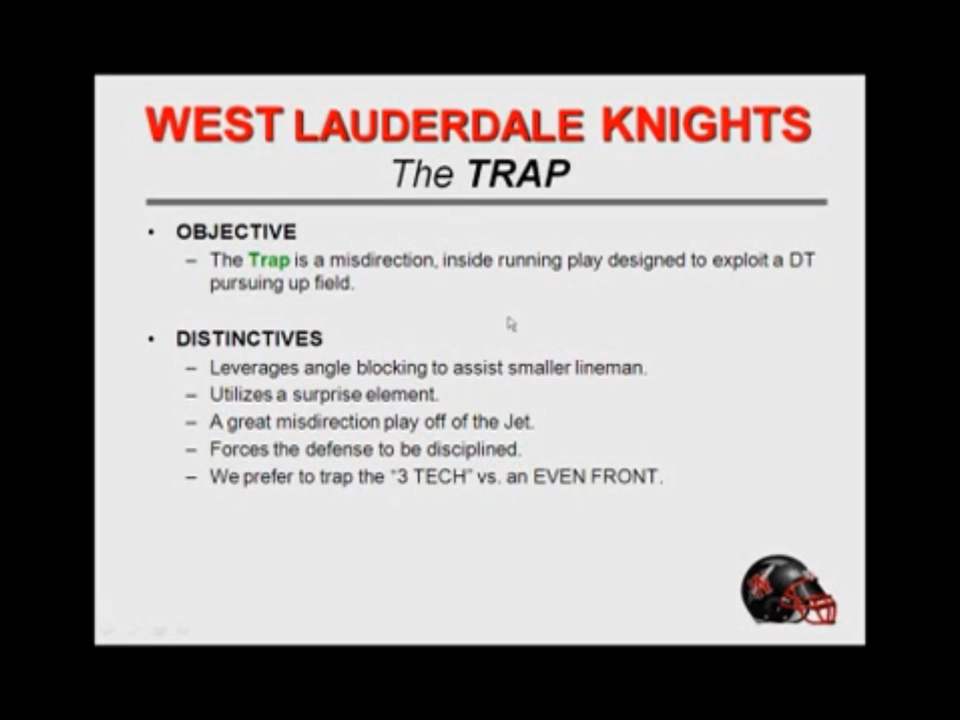 WEST LAUDERDALE KNIGHTS
The TRAP
• OBJECTIVE
– The Trap is a misdirection, inside running play designed to exploit a DT
pursuing up field.
• DISTINCTIVES
– Leverages angle blocking to assist smaller lineman.
– Utilizes a surprise element.
– A great misdirection play off of the Jet.
– Forces the defense to be disciplined.
– We prefer to trap the "3 TECH" vs. an EVEN FRONT.